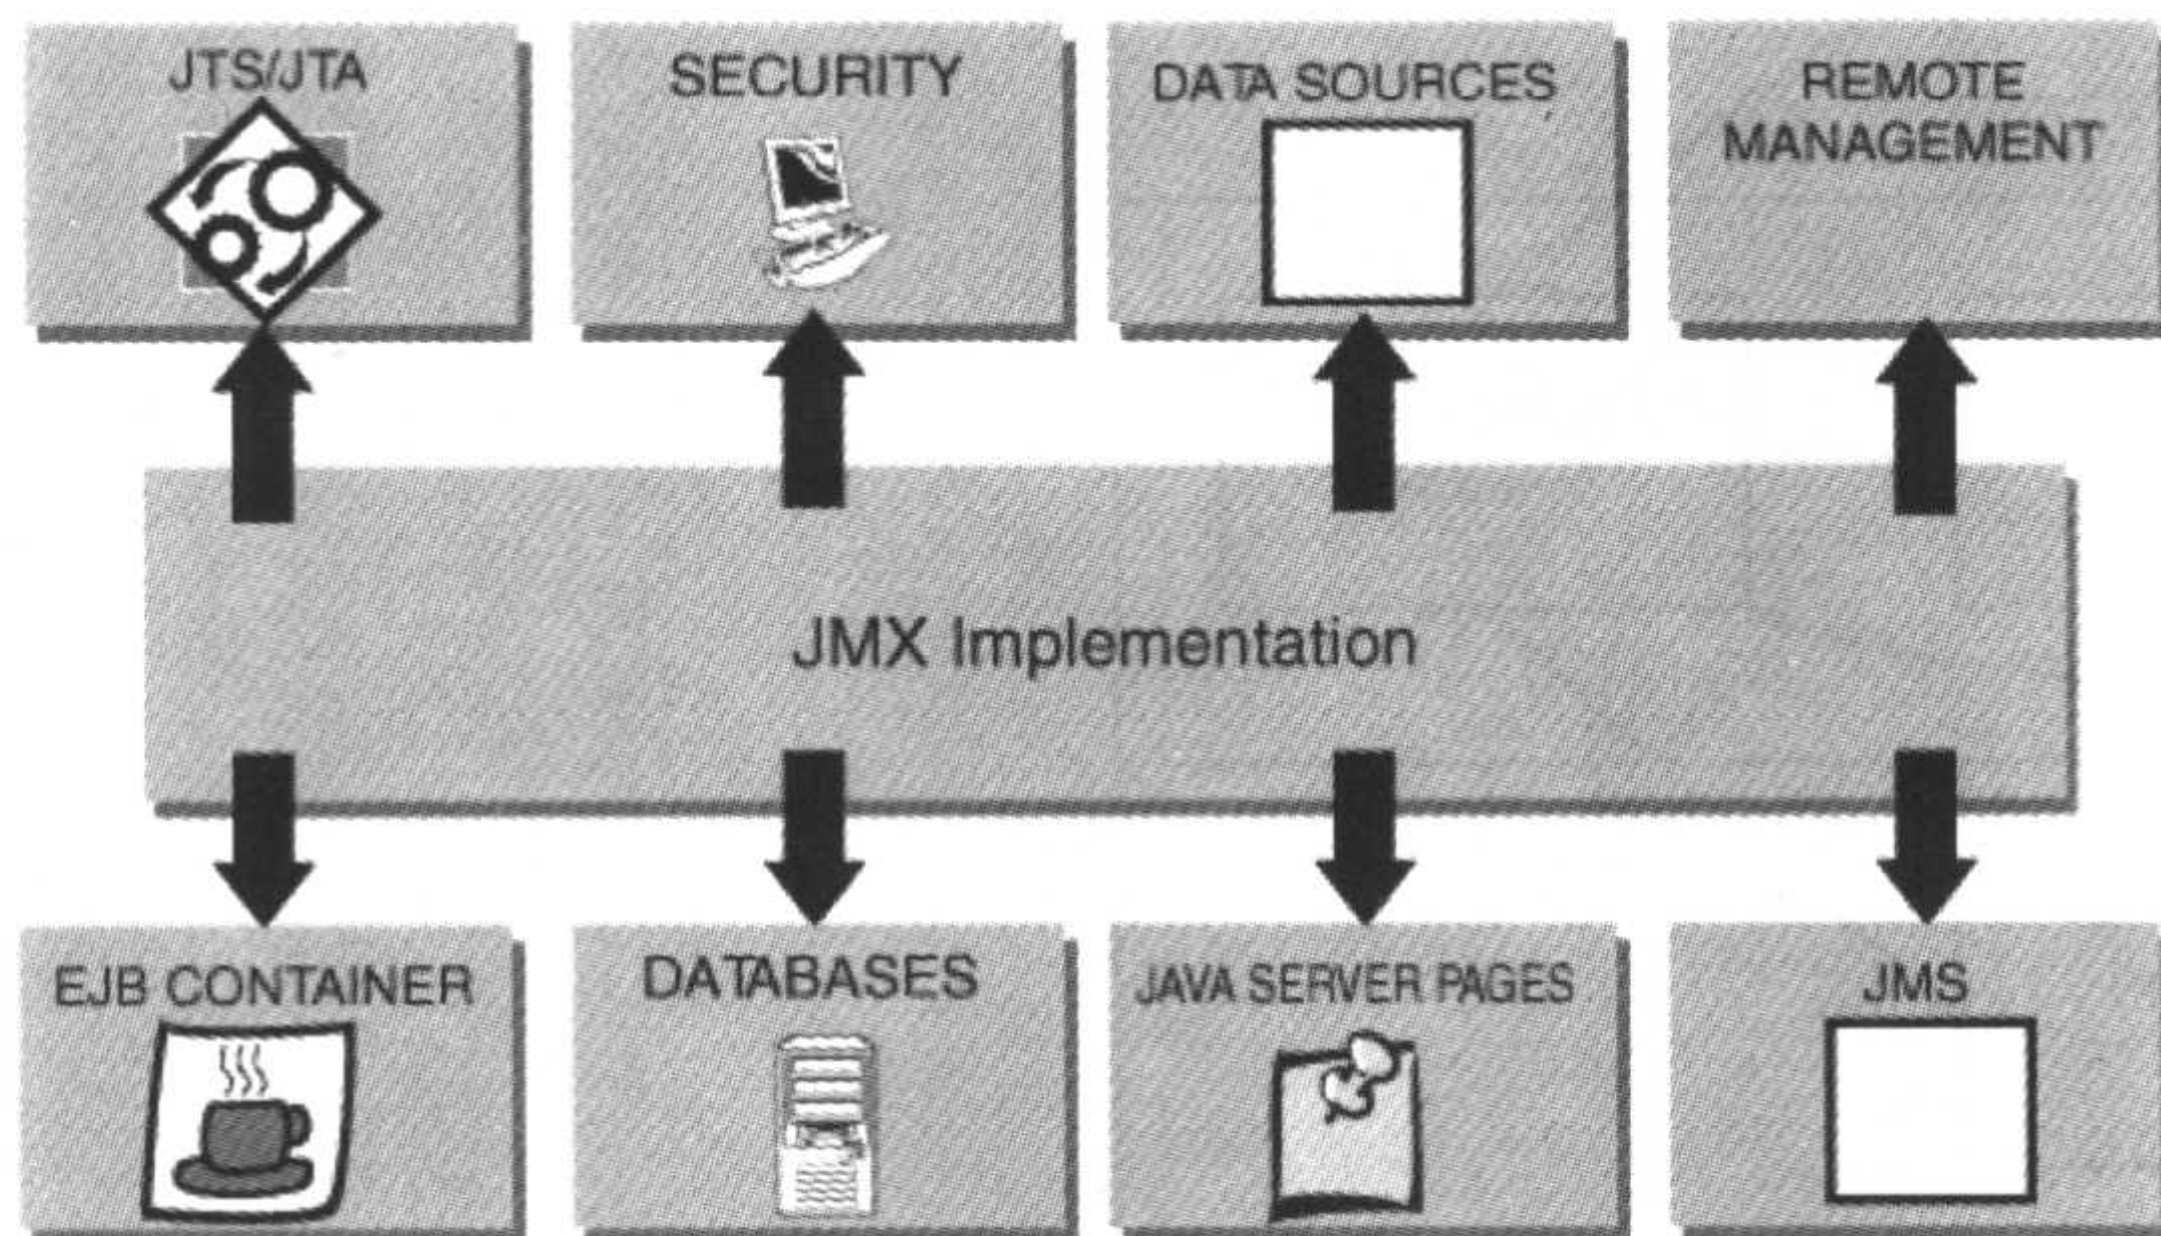 JTS/JTA
SECURITY
DATA SOURCES
REMOTE
MANAGEMENT
JMX Implementation
EJB CONTAINER
DATABASES
JAVA SERVER PAGES
JMS